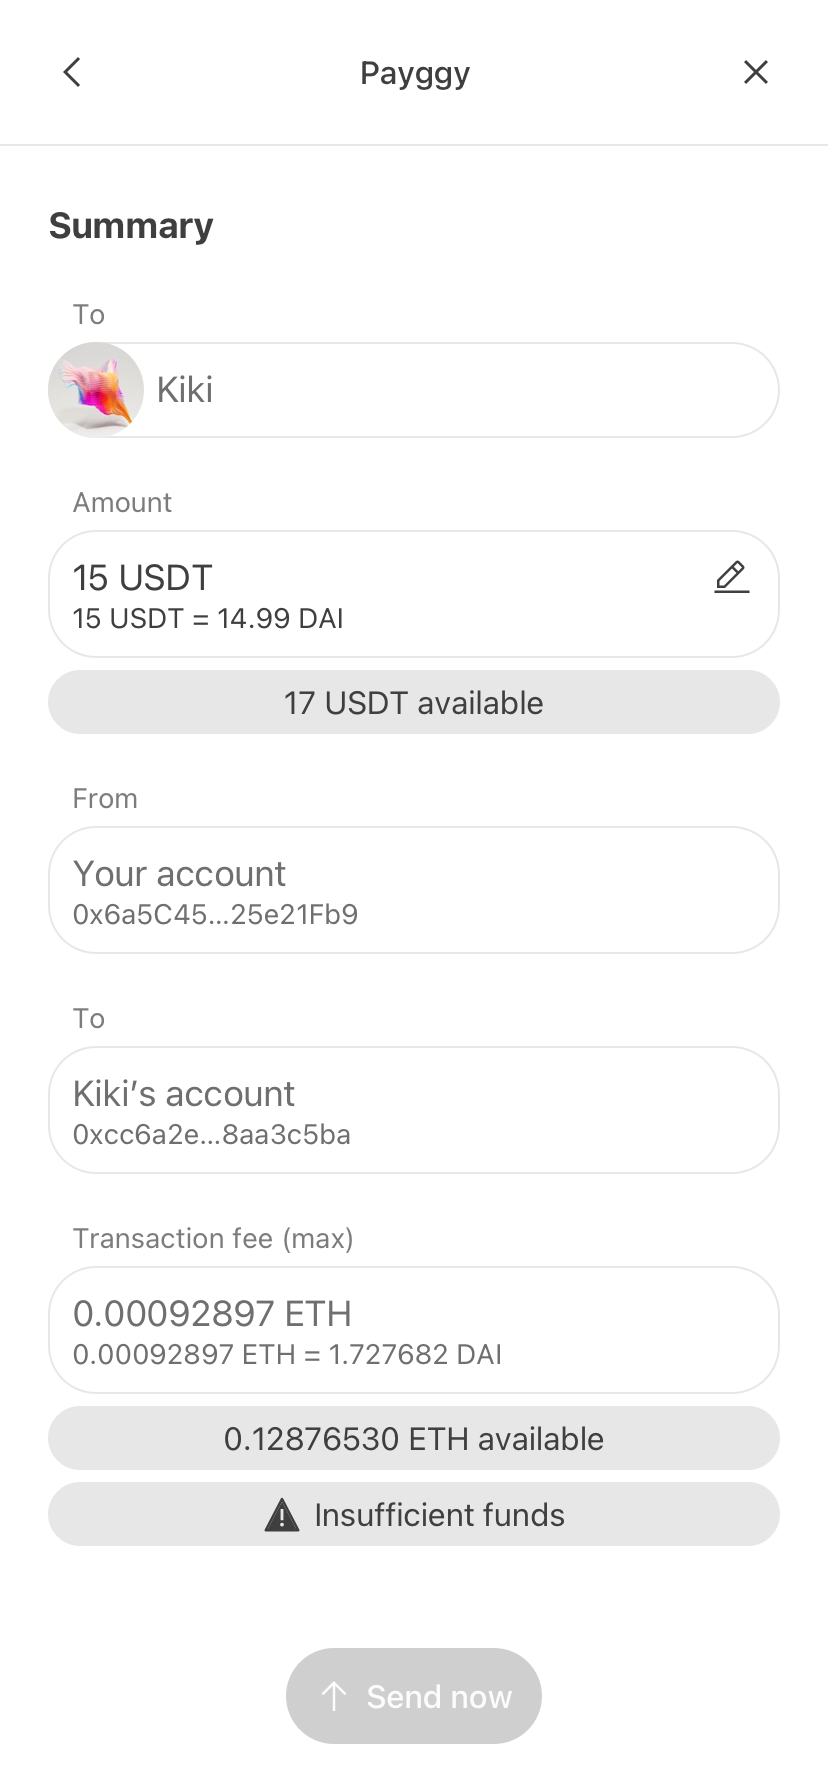 Payggy
Summary
To
Kiki
Amount
15 USDT
15 USDT = 14.99 DAI
17 USDT available
From
Your account
0x6a5C45...25e21Fb9
To
Kiki’s account
0xcc6a2e...8aa3c5ba
Transaction fee (max)
0.00092897 ETH
0.00092897 ETH = 1.727682 DAI
0.12876530 ETH available
Insufficient funds
Send now